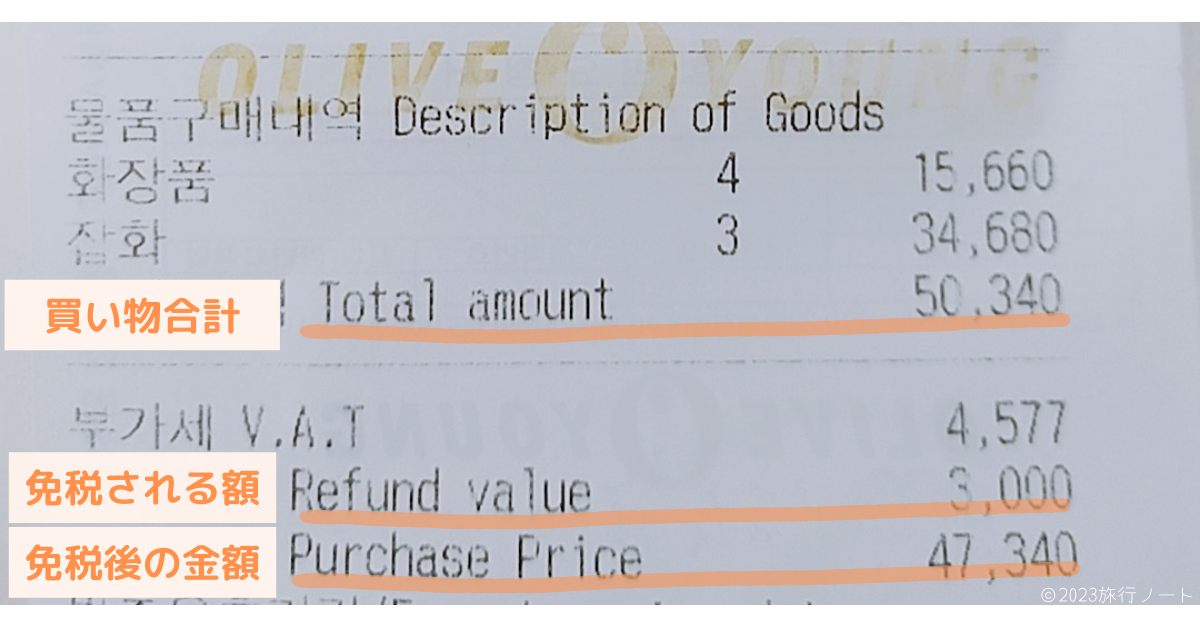 OLIVE YOUNG
물품구매내역 Description of Goods
화장품 4 15,660
잡화 3 34,680
買い物合計 Total amount 50,340
부가세 V.A.T 4,577
免税される額 Refund value 3,000
免税後の金額 Purchase Price 47,340
©2023旅行ノート